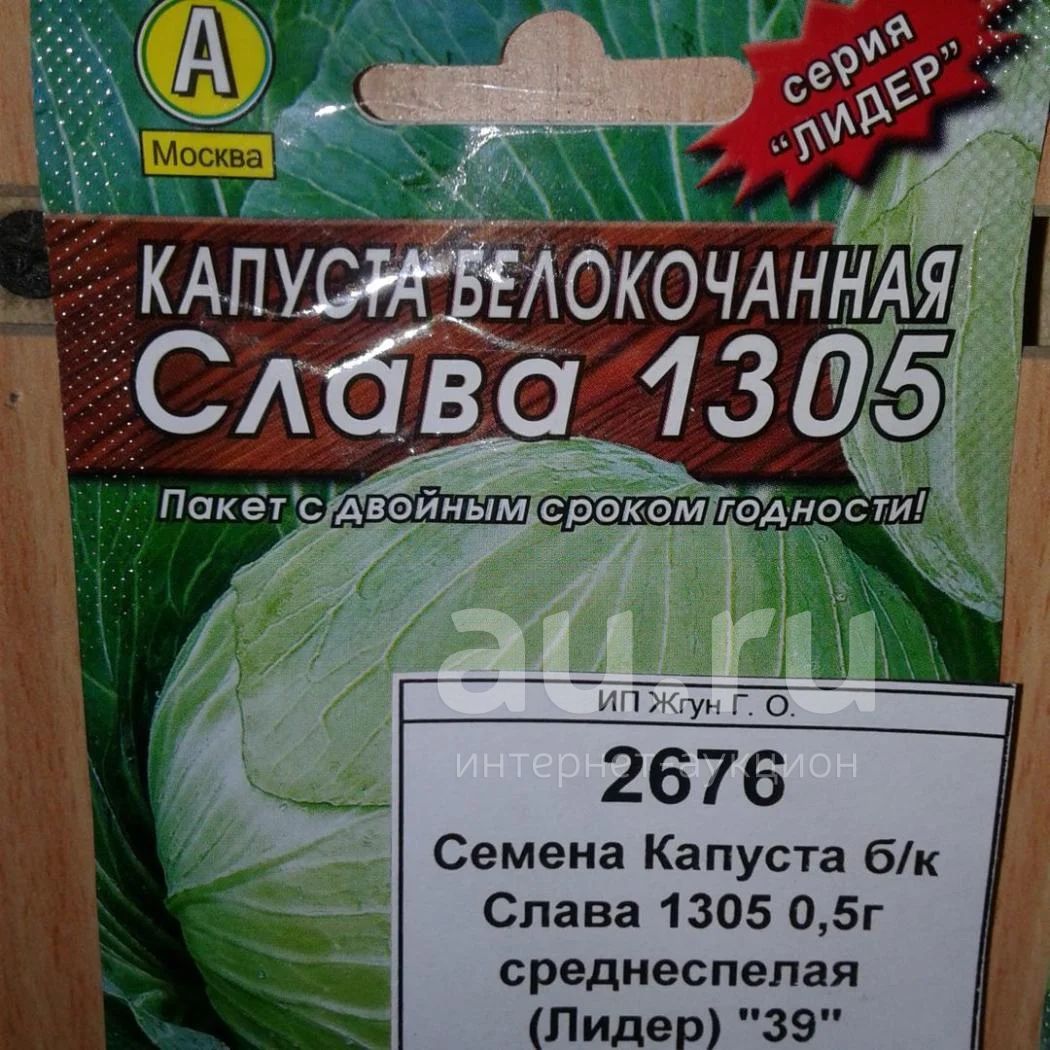 А
Москва
серия
"ЛИДЕР"
КАПУСТА БЕЛОКОЧАННАЯ
Слава 1305
Пакет с двойным сроком годности!
au.ru
интернет-аукцион
ИП Жгун Г. О.
2676
Семена Капуста б/к
Слава 1305 0,5г
среднеспелая
(Лидер) "39"